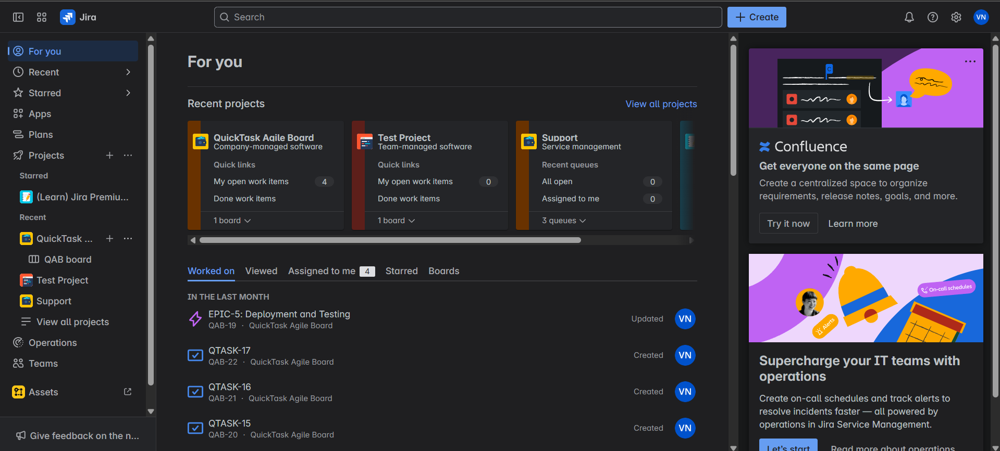 Jira
Search
Create
VN
For you
Recent
Starred
Apps
Plans
Projects
Starred
(Learn) Jira Premiu...
Recent
QuickTask ...
QAB board
Test Project
Support
View all projects
Operations
Teams
Assets
Give feedback on the n...
For you
Recent projects
View all projects
QuickTask Agile Board
Company-managed software
Quick links
My open work items 4
Done work items
1 board
Test Project
Team-managed software
Quick links
My open work items 0
Done work items
1 board
Support
Service management
Recent queues
All open 0
Assigned to me 0
3 queues
Worked on Viewed Assigned to me 4 Starred Boards
IN THE LAST MONTH
EPIC-5: Deployment and Testing
QAB-19 · QuickTask Agile Board
Updated VN
QTASK-17
QAB-22 · QuickTask Agile Board
Created VN
QTASK-16
QAB-21 · QuickTask Agile Board
Created VN
QTASK-15
QAB-20 · QuickTask Agile Board
Created VN
C
Confluence
Get everyone on the same page
Create a centralized space to organize
requirements, release notes, goals, and more.
Try it now Learn more
On-call schedules
Alerts
Supercharge your IT teams with
operations
Create on-call schedules and track alerts to
resolve incidents faster — all powered by
operations in Jira Service Management.
Let's start Read more about operations